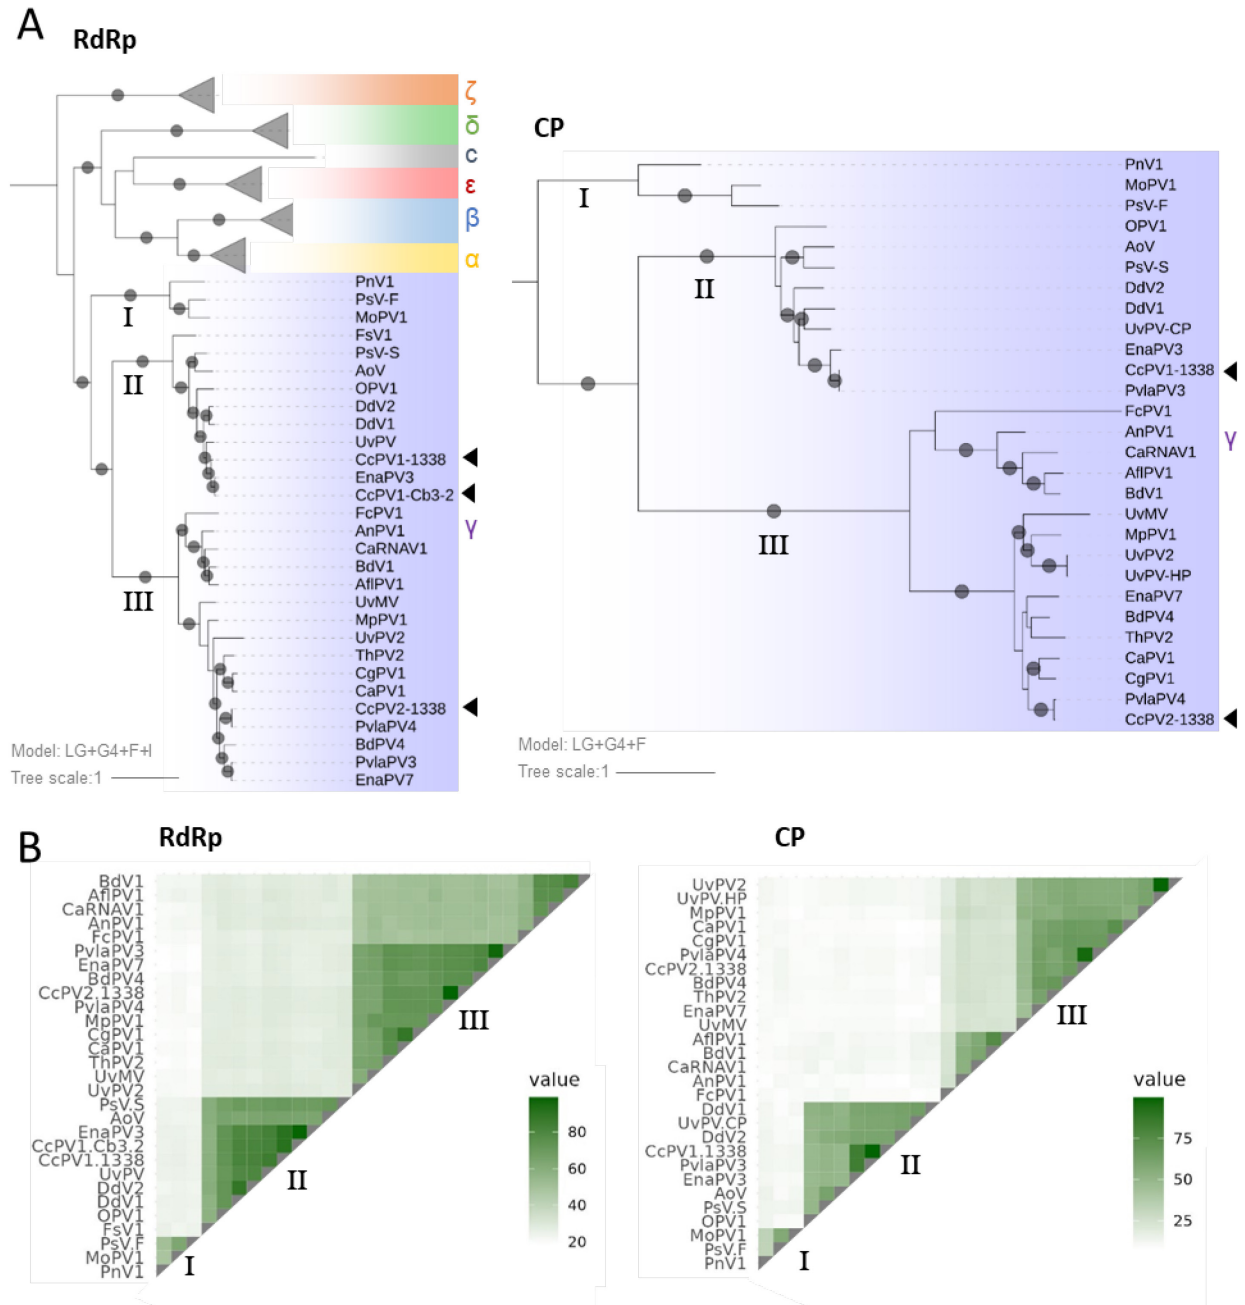 A
RdRp
ζ
δ
c
ε
β
α
PnV1
PsV-F
MoPV1
FsV1
PsV-S
AoV
OPV1
DdV2
DdV1
UvPV
CcPV1-1338
EnaPV3
CcPV1-Cb3-2
FcPV1
AnPV1
CaRNAV1
BdV1
AflPV1
UvMV
MpPV1
UvPV2
ThPV2
CgPV1
CaPV1
CcPV2-1338
PvlaPV4
BdPV4
PvlaPV3
EnaPV7
γ
I
II
III
Model: LG+G4+F+I
Tree scale:1
CP
PnV1
MoPV1
PsV-F
OPV1
AoV
PsV-S
DdV2
DdV1
UvPV-CP
EnaPV3
CcPV1-1338
PvlaPV3
FcPV1
AnPV1
CaRNAV1
AflPV1
BdV1
UvMV
MpPV1
UvPV2
UvPV-HP
EnaPV7
BdPV4
ThPV2
CaPV1
CgPV1
PvlaPV4
CcPV2-1338
γ
I
II
III
Model: LG+G4+F
Tree scale:1
B
RdRp
BdV1
AflPV1
CaRNAV1
AnPV1
FcPV1
PvlaPV3
EnaPV7
BdPV4
CcPV2.1338
PvlaPV4
MpPV1
CgPV1
CaPV1
ThPV2
UvMV
UvPV2
PsV.S
AoV
EnaPV3
CcPV1.Cb3.2
CcPV1.1338
UvPV
DdV2
DdV1
OPV1
FsV1
PsV.F
MoPV1
PnV1
III
II
I
value
80
60
40
20
CP
UvPV2
UvPV.HP
MpPV1
CaPV1
CgPV1
PvlaPV4
CcPV2.1338
BdPV4
ThPV2
EnaPV7
UvMV
AflPV1
BdV1
CaRNAV1
AnPV1
FcPV1
DdV1
UvPV.CP
DdV2
CcPV1.1338
PvlaPV3
EnaPV3
AoV
PsV.S
OPV1
MoPV1
PsV.F
PnV1
III
II
I
value
75
50
25